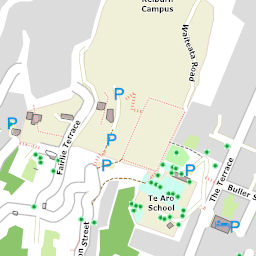 Kelburn
Campus
Waiteata Road
Fairlie Terrace
P
P
P
P
P
The Terrace
Te Aro
School
Buller S
on Street
P